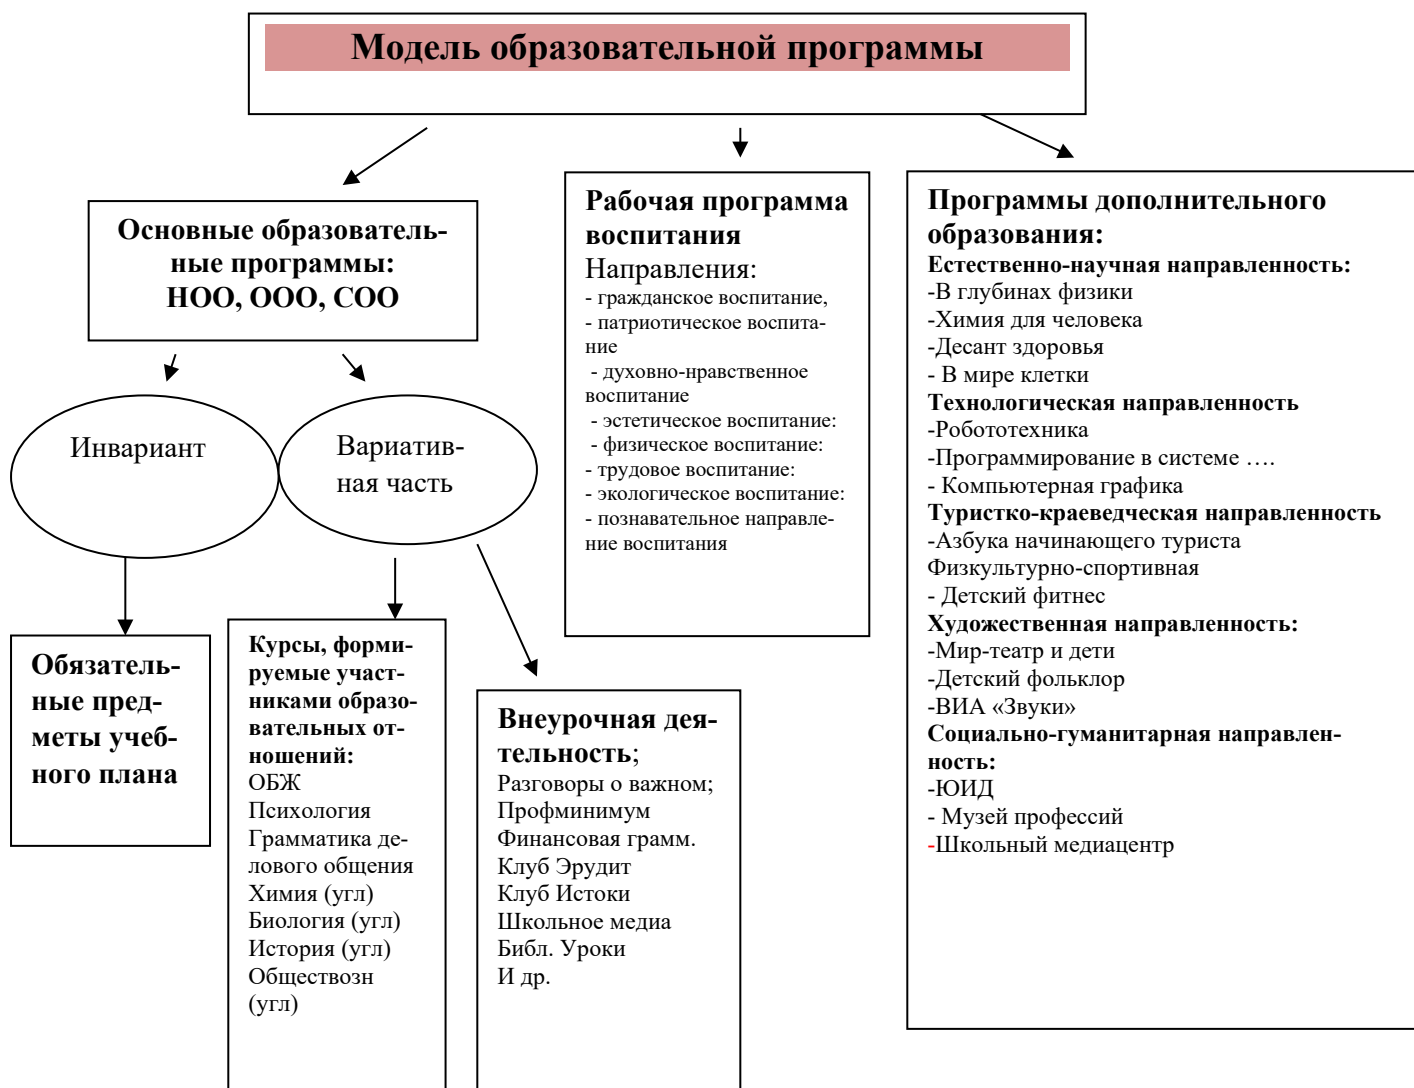 Модель образовательной программы
Основные образователь-
ные программы:
НОО, ООО, СОО
Инвариант
Вариатив-
ная часть
Обязатель-
ные пред-
меты учеб-
ного плана
Курсы, форми-
руемые участ-
никами образо-
вательных от-
ношений:
ОБЖ
Психология
Грамматика де-
лового общения
Химия (угл)
Биология (угл)
История (угл)
Обществозн
(угл)
Внеурочная дея-
тельность;
Разговоры о важном;
Профминимум
Финансовая грамм.
Клуб Эрудит
Клуб Истоки
Школьное медиа
Библ. Уроки
И др.
Рабочая программа
воспитания
Направления:
- гражданское воспитание,
- патриотическое воспита-
ние
- духовно-нравственное
воспитание
- эстетическое воспитание:
- физическое воспитание:
- трудовое воспитание:
- экологическое воспитание:
- познавательное направле-
ние воспитания
Программы дополнительного
образования:
Естественно-научная направленность:
-В глубинах физики
-Химия для человека
-Десант здоровья
- В мире клетки
Технологическая направленность
-Робототехника
-Программирование в системе ….
- Компьютерная графика
Туристко-краеведческая направленность
-Азбука начинающего туриста
Физкультурно-спортивная
- Детский фитнес
Художественная направленность:
-Мир-театр и дети
-Детский фольклор
-ВИА «Звуки»
Социально-гуманитарная направлен-
ность:
-ЮИД
- Музей профессий
-Школьный медиацентр